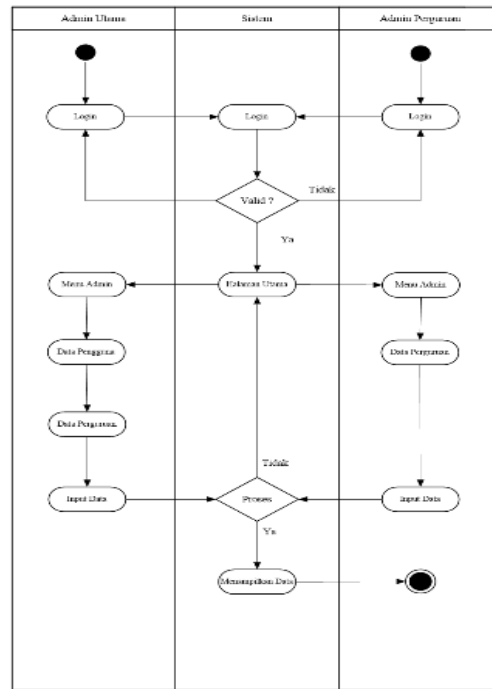 Admin Utama Sistem Admin Perguruan
Login Login Login
Valid ?
Tidak
Ya
Menu Admin Halaman Utama Menu Admin
Data Pengguna Data Perguruan
Data Perguruan
Tidak
Input Data Proses Input Data
Ya
Menampilkan Data